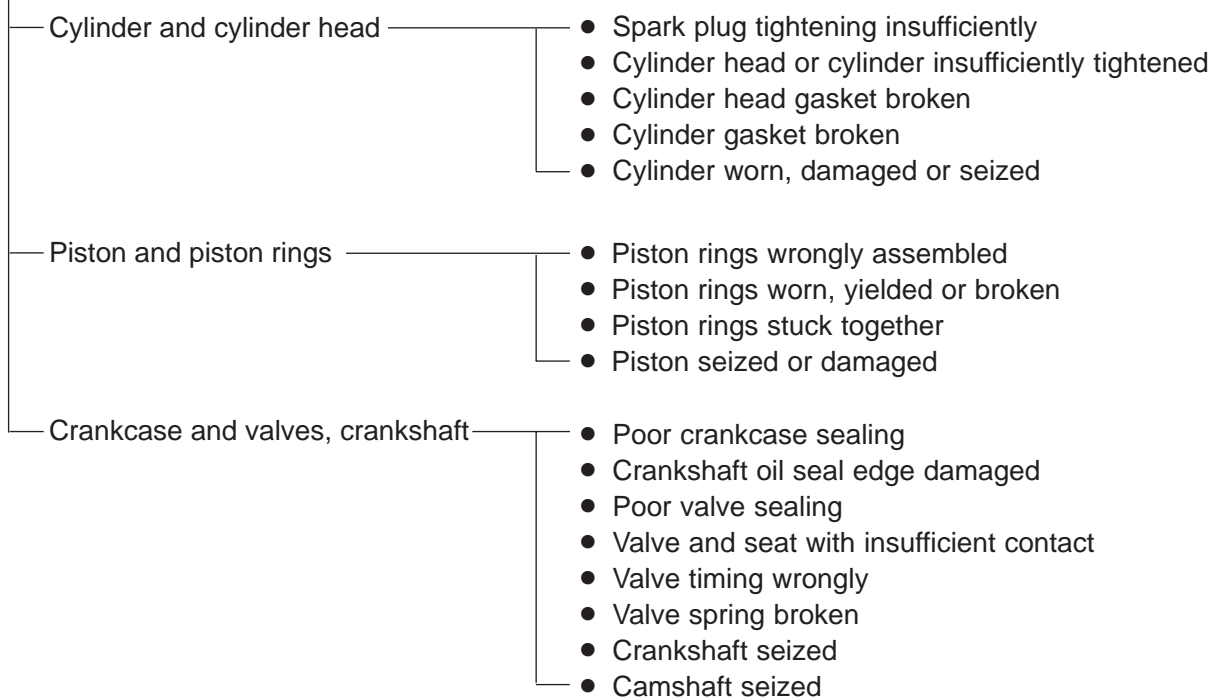 Cylinder and cylinder head
● Spark plug tightening insufficiently
● Cylinder head or cylinder insufficiently tightened
● Cylinder head gasket broken
● Cylinder gasket broken
● Cylinder worn, damaged or seized
Piston and piston rings
● Piston rings wrongly assembled
● Piston rings worn, yielded or broken
● Piston rings stuck together
● Piston seized or damaged
Crankcase and valves, crankshaft
● Poor crankcase sealing
● Crankshaft oil seal edge damaged
● Poor valve sealing
● Valve and seat with insufficient contact
● Valve timing wrongly
● Valve spring broken
● Crankshaft seized
● Camshaft seized